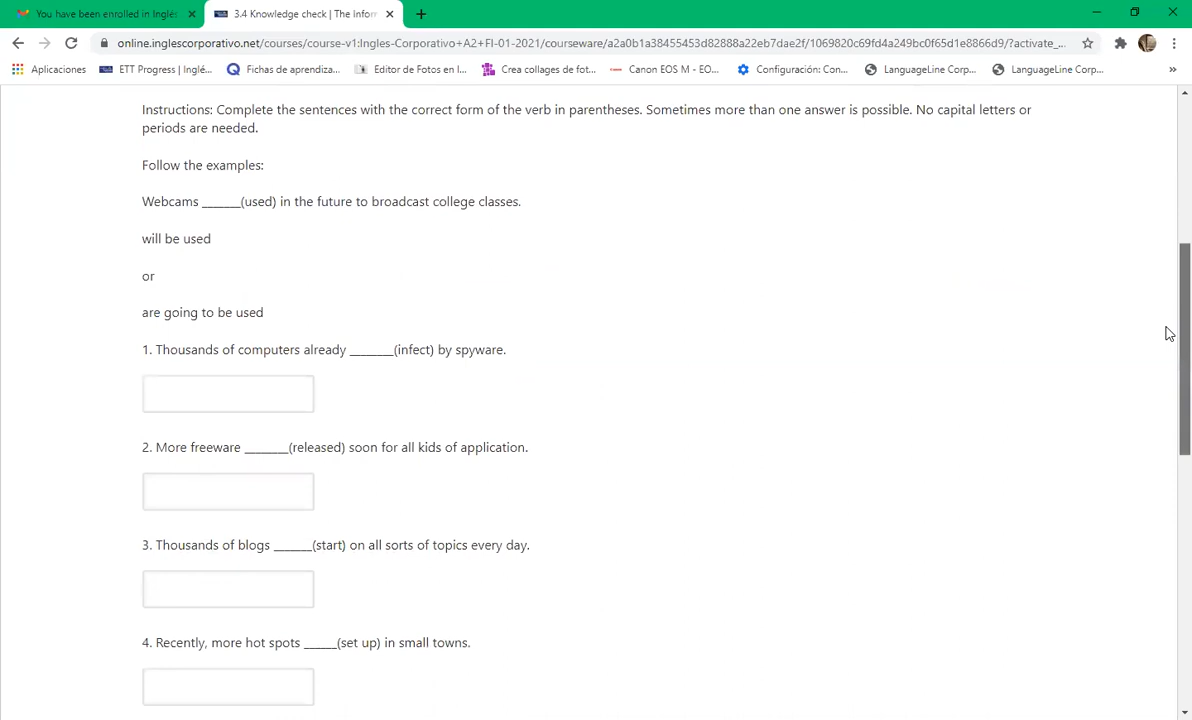 You have been enrolled in Inglés
3.4 Knowledge check | The Inform
online.inglescorporativo.net/courses/course-v1:Ingles-Corporativo+A2+FI-01-2021/courseware/a2a0b1a38455453d82888a22eb7dae2f/1069820c69fd4a249bc0f65d1e8866d9/?activate_...
Aplicaciones
ETT Progress | Inglé...
Fichas de aprendiza...
Editor de Fotos en l...
Crea collages de fot...
Canon EOS M - EO...
Configuración: Con...
LanguageLine Corp...
LanguageLine Corp...
»
Instructions: Complete the sentences with the correct form of the verb in parentheses. Sometimes more than one answer is possible. No capital letters or
periods are needed.
Follow the examples:
Webcams ______(used) in the future to broadcast college classes.
will be used
or
are going to be used
1. Thousands of computers already _______(infect) by spyware.
2. More freeware _______(released) soon for all kids of application.
3. Thousands of blogs ______(start) on all sorts of topics every day.
4. Recently, more hot spots _____(set up) in small towns.